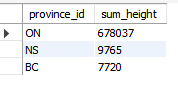 province_id sum_height
ON 678037
NS 9765
BC 7720